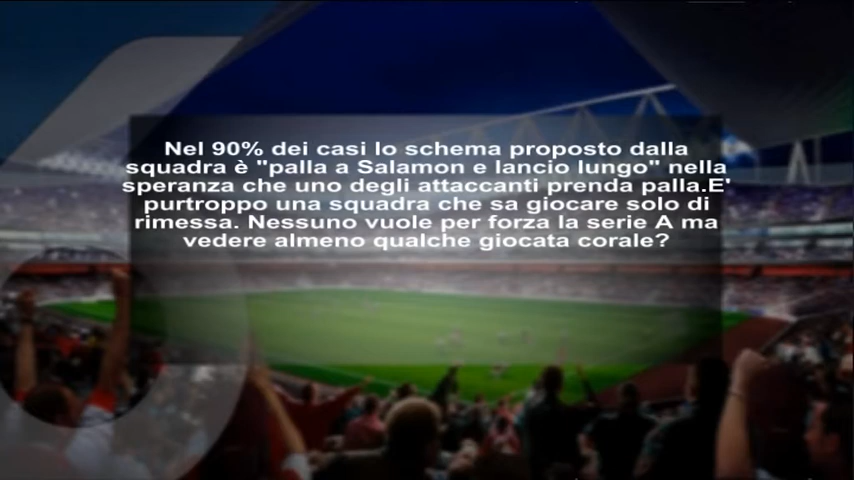 Nel 90% dei casi lo schema proposto dalla
squadra è "palla a Salamon e lancio lungo" nella
speranza che uno degli attaccanti prenda palla.E'
purtroppo una squadra che sa giocare solo di
rimessa. Nessuno vuole per forza la serie A ma
vedere almeno qualche giocata corale?